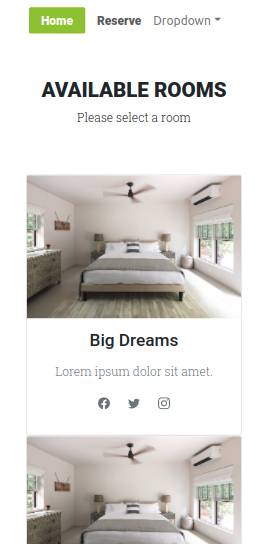 Home Reserve Dropdown
AVAILABLE ROOMS
Please select a room
Big Dreams
Lorem ipsum dolor sit amet.